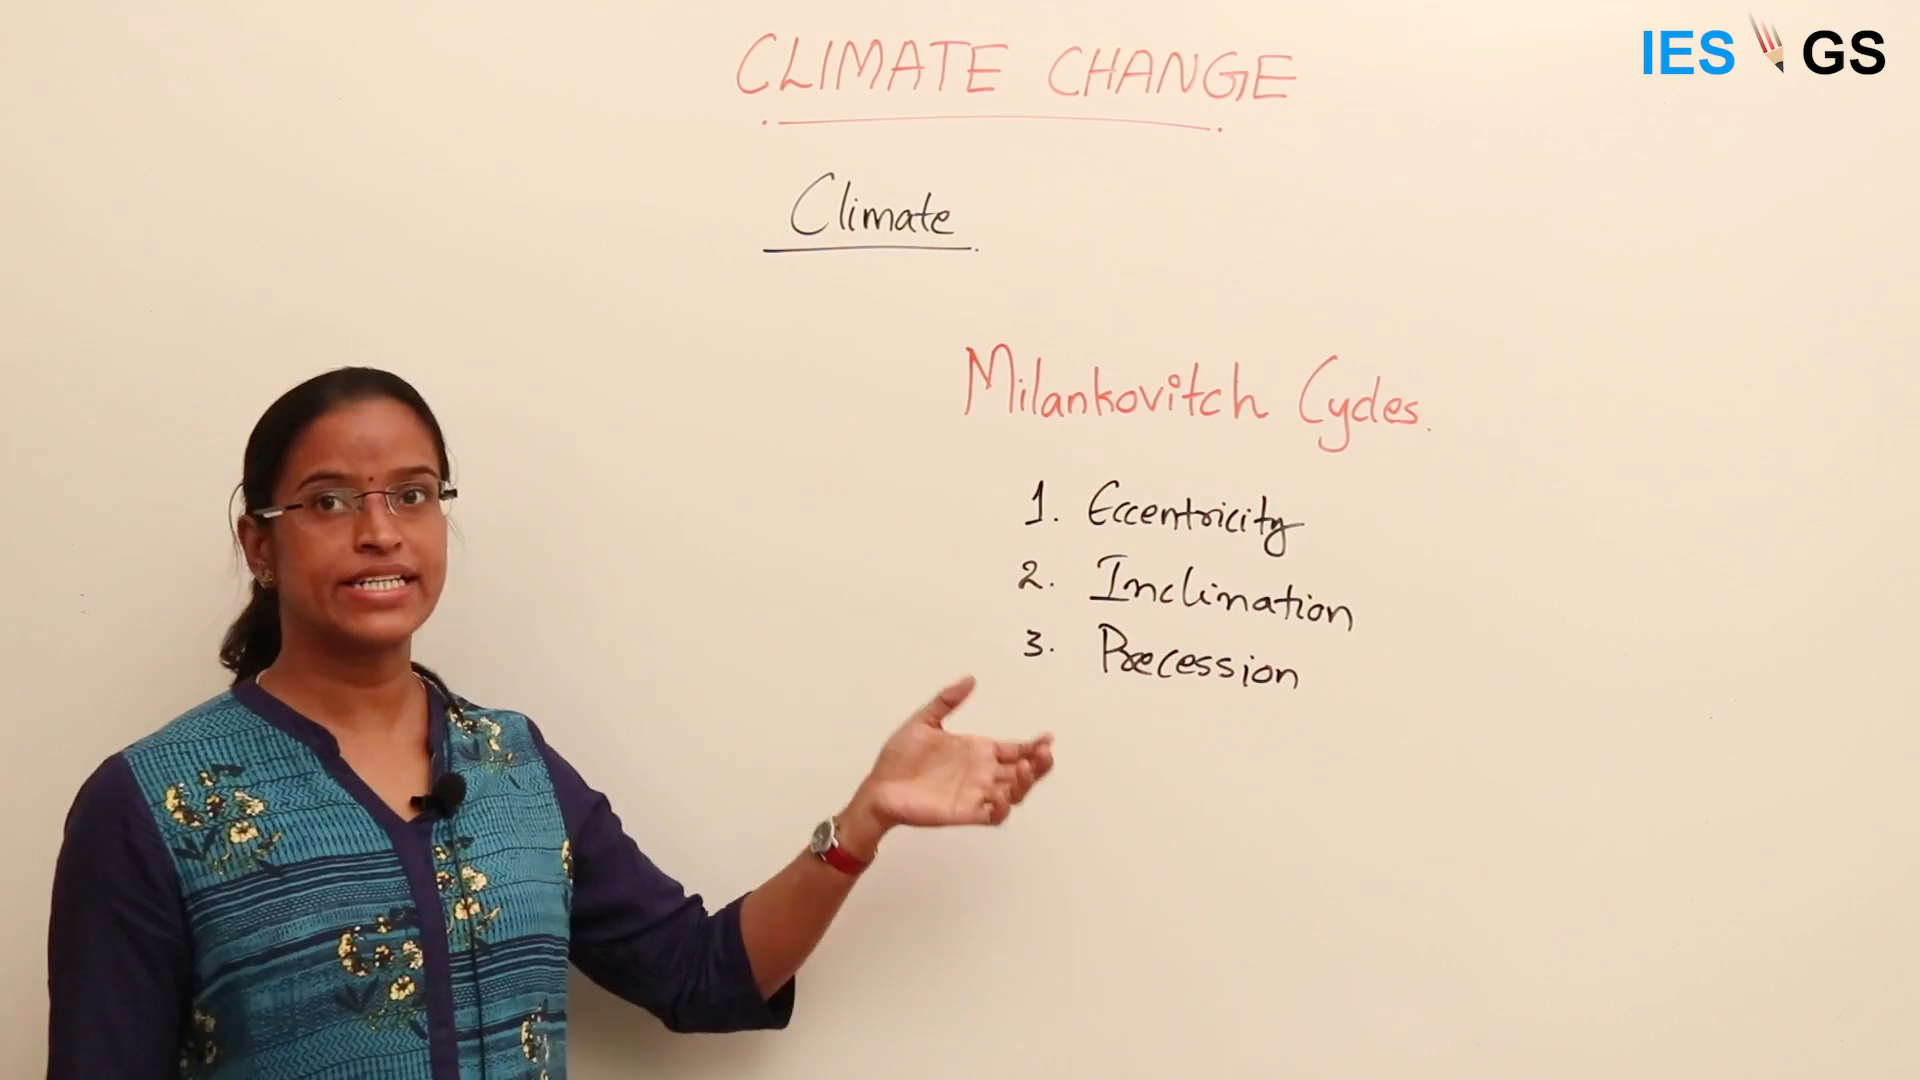 CLIMATE CHANGE
IES GS
Climate
Milankovitch Cycles.
1. Eccentricity
2. Inclination
3. Precession